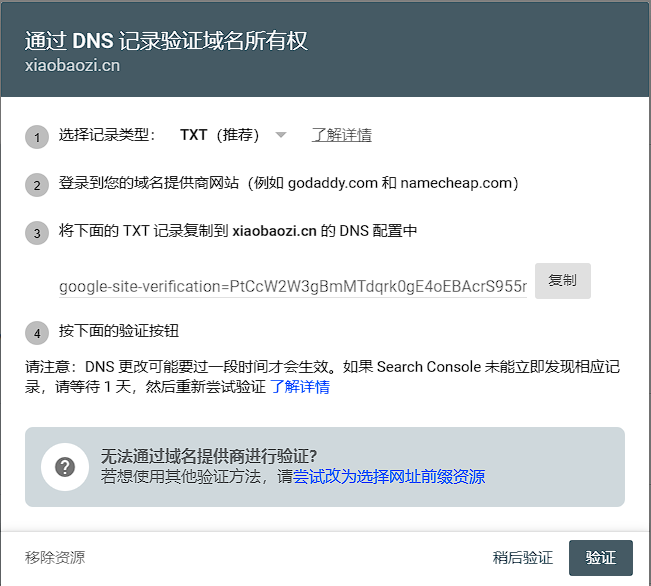 通过 DNS 记录验证域名所有权
xiaobaozi.cn
1 选择记录类型： TXT（推荐） 了解详情
2 登录到您的域名提供商网站（例如 godaddy.com 和 namecheap.com）
3 将下面的 TXT 记录复制到 xiaobaozi.cn 的 DNS 配置中
google-site-verification=PtCcW2W3gBmMTdqrk0gE4oEBAcrS955r 复制
4 按下面的验证按钮
请注意：DNS 更改可能要过一段时间才会生效。如果 Search Console 未能立即发现相应记
录，请等待 1 天，然后重新尝试验证 了解详情
无法通过域名提供商进行验证？
若想使用其他验证方法，请尝试改为选择网址前缀资源
移除资源 稍后验证 验证